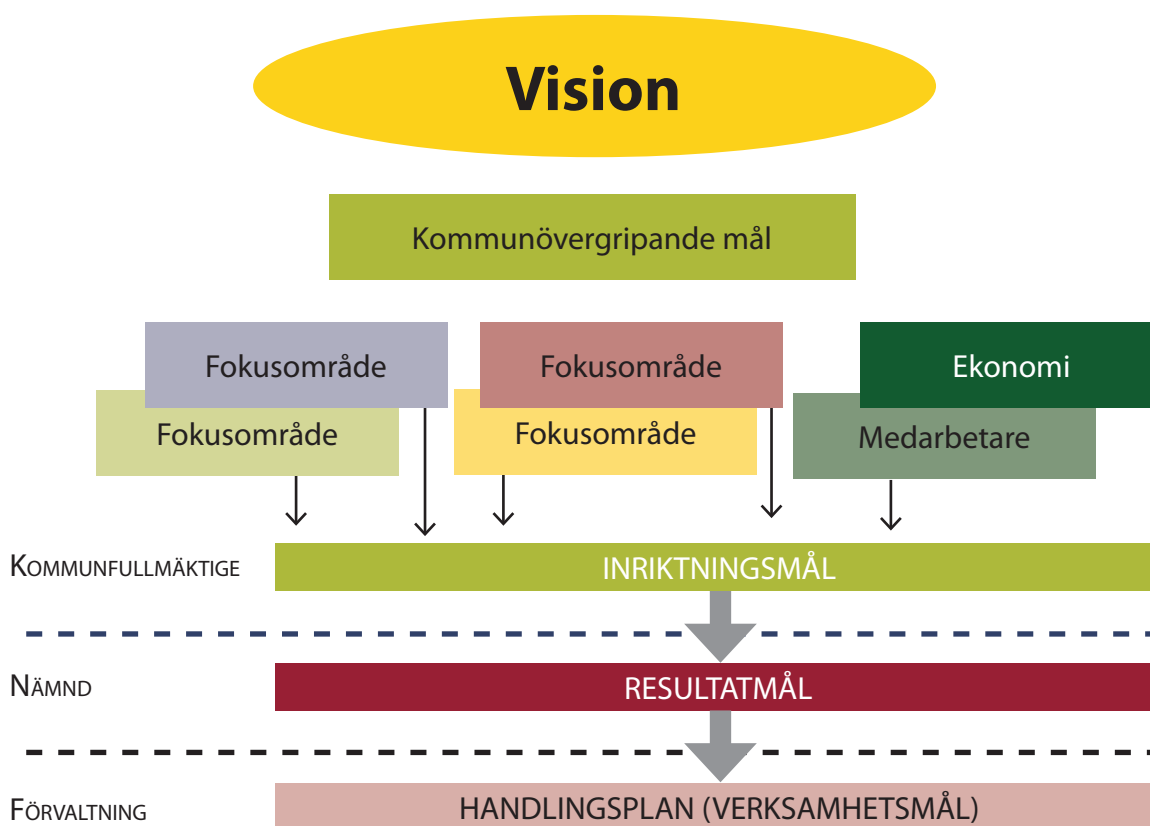 Vision
Kommunövergripande mål
Fokusområde
Fokusområde
Ekonomi
Fokusområde
Fokusområde
Medarbetare
KOMMUNFULLMÄKTIGE
INRIKTNINGSMÅL
NÄMND
RESULTATMÅL
FÖRVALTNING
HANDLINGSPLAN (VERKSAMHETSMÅL)